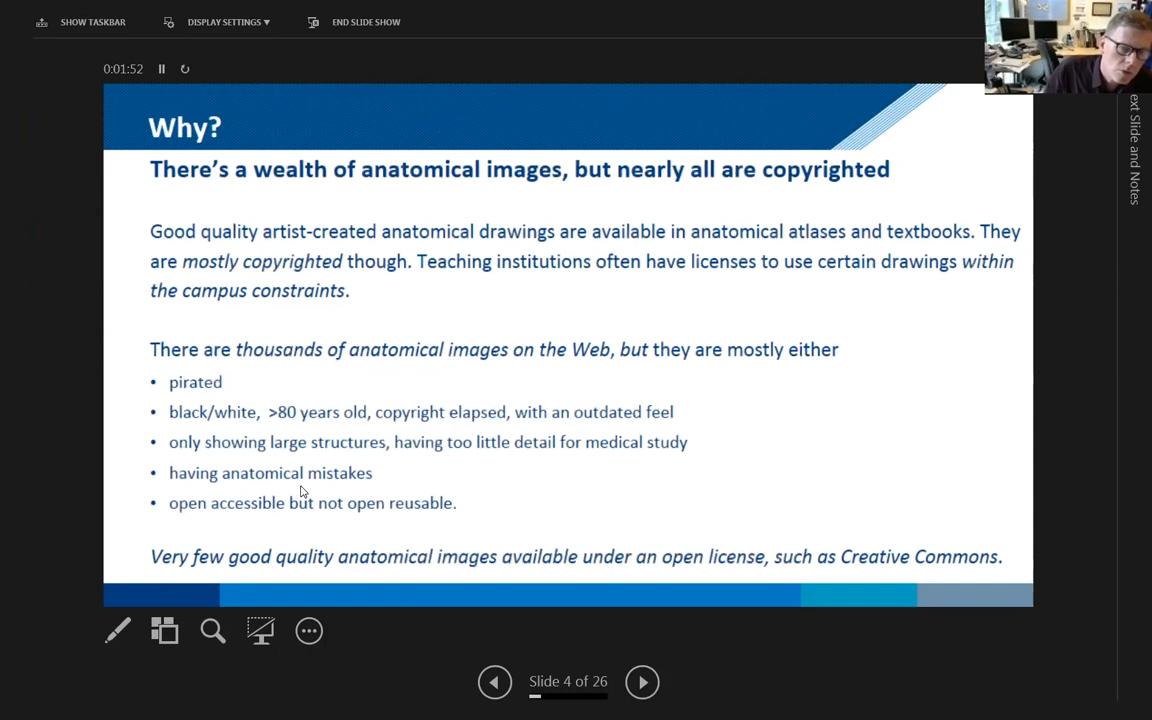 SHOW TASKBAR DISPLAY SETTINGS ▾ END SLIDE SHOW
0:01:52
Why?
There's a wealth of anatomical images, but nearly all are copyrighted
Good quality artist-created anatomical drawings are available in anatomical atlases and textbooks. They
are mostly copyrighted though. Teaching institutions often have licenses to use certain drawings within
the campus constraints.
There are thousands of anatomical images on the Web, but they are mostly either
• pirated
• black/white, >80 years old, copyright elapsed, with an outdated feel
• only showing large structures, having too little detail for medical study
• having anatomical mistakes
• open accessible but not open reusable.
Very few good quality anatomical images available under an open license, such as Creative Commons.
Slide 4 of 26
ext Slide and Notes